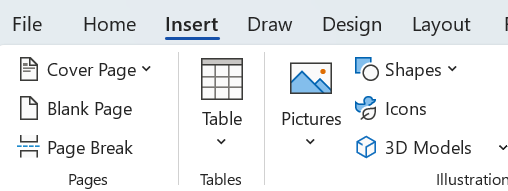 File Home Insert Draw Design Layout
Cover Page
Blank Page
Page Break
Pages
Table
Tables
Pictures
Shapes
Icons
3D Models
Illustration